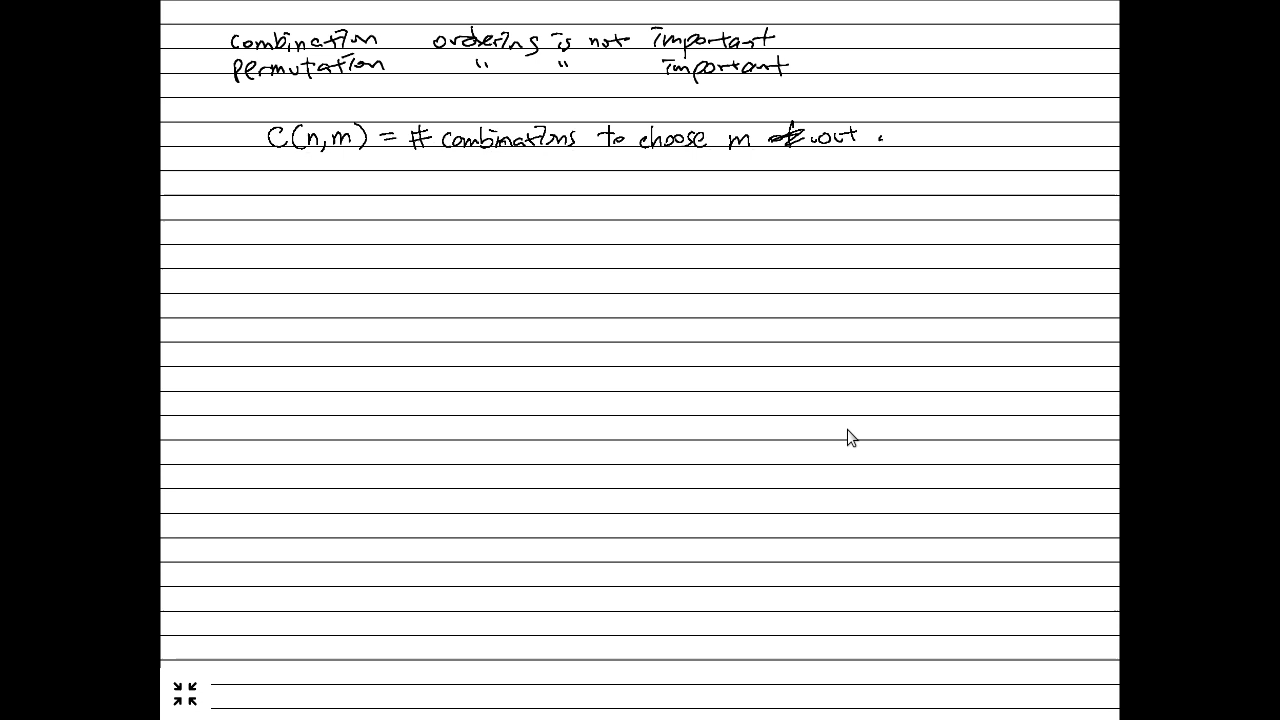 combination ordering is not important
permutation " " important
C(n,m) = # combinations to choose m out